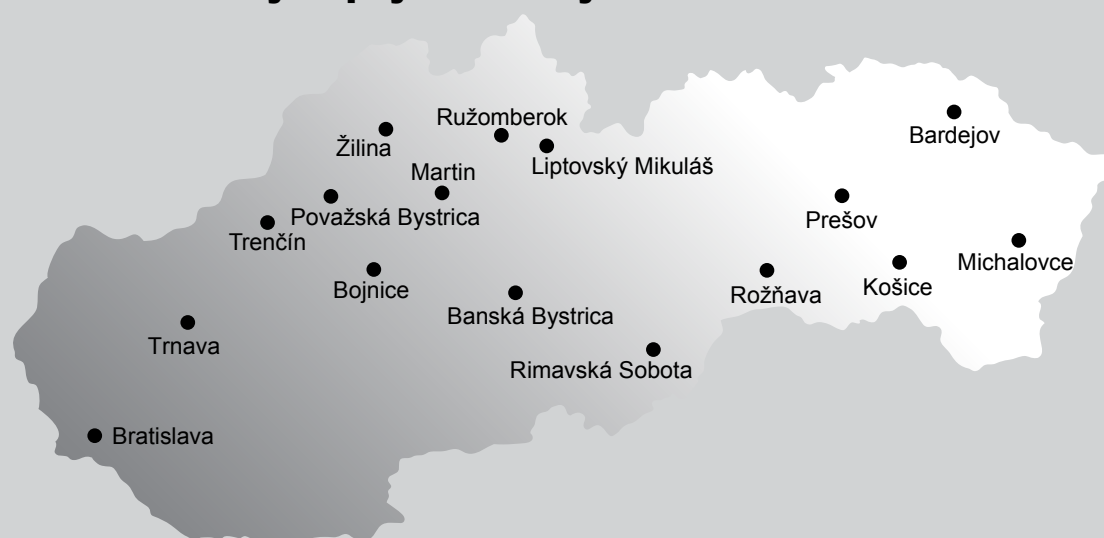 Ružomberok
Bardejov
Žilina
Liptovský Mikuláš
Martin
Považská Bystrica
Prešov
Trenčín
Michalovce
Bojnice
Rožňava
Košice
Banská Bystrica
Trnava
Rimavská Sobota
Bratislava